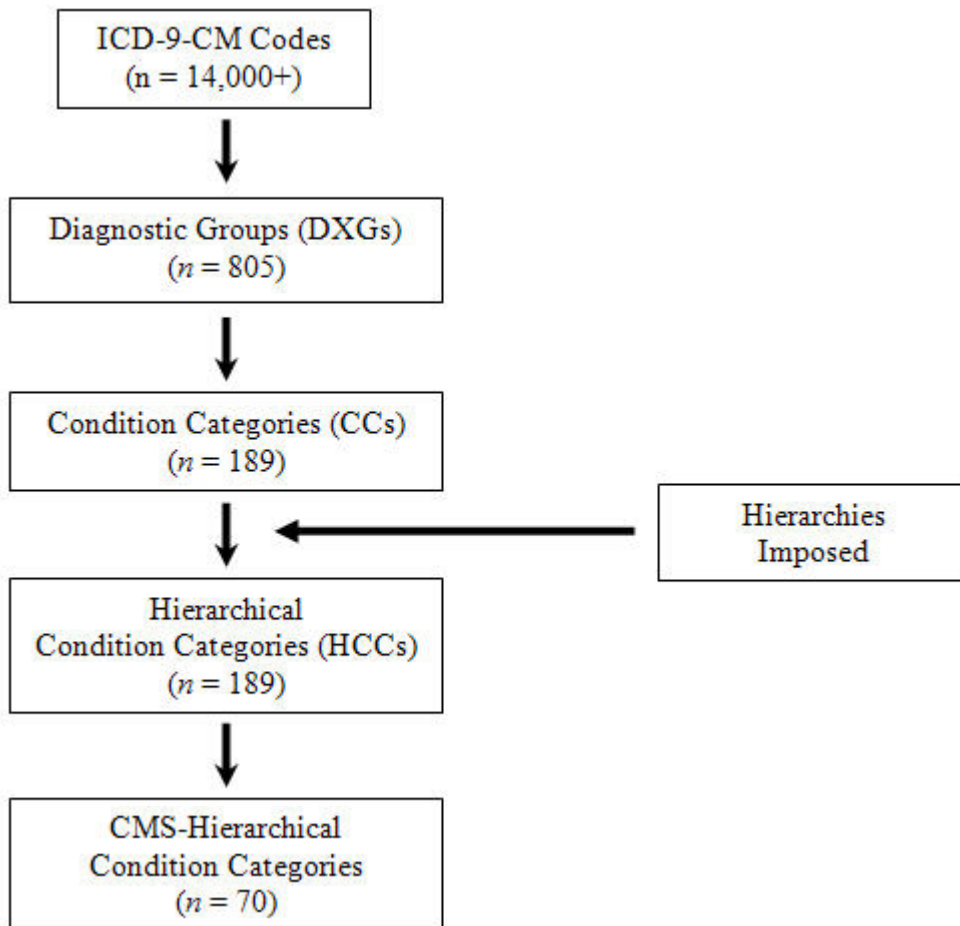 ICD-9-CM Codes
(n = 14,000+)
Diagnostic Groups (DXGs)
(n = 805)
Condition Categories (CCs)
(n = 189)
Hierarchies
Imposed
Hierarchical
Condition Categories (HCCs)
(n = 189)
CMS-Hierarchical
Condition Categories
(n = 70)